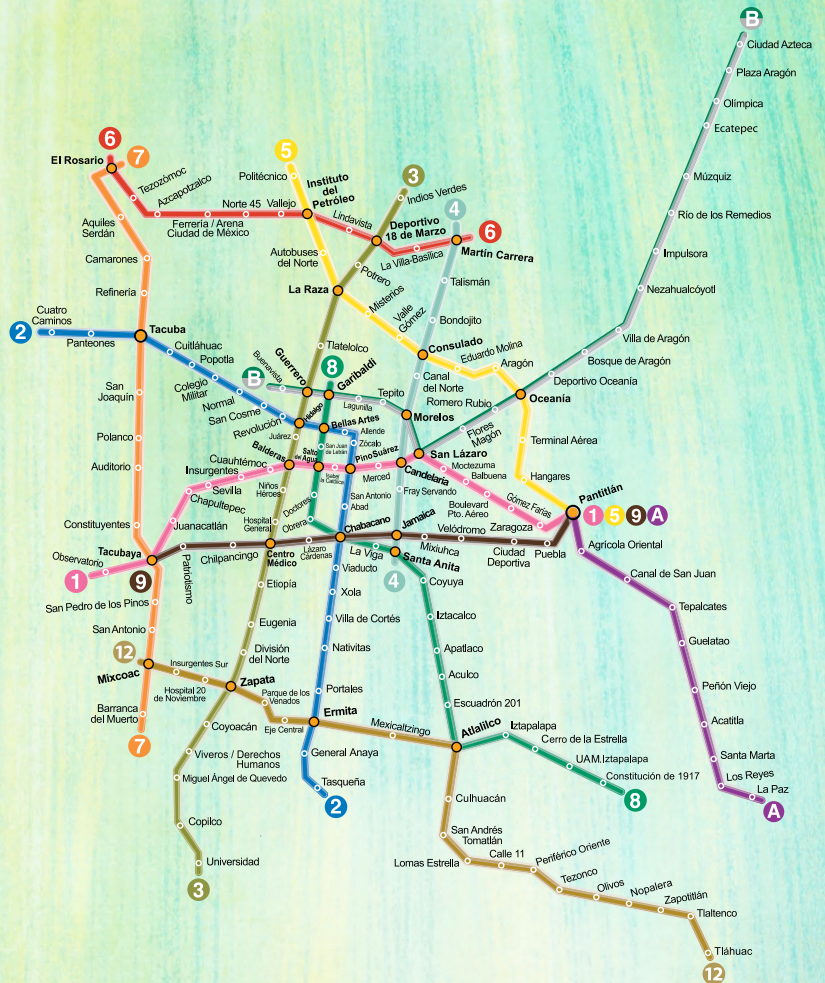 B
Ciudad Azteca
Plaza Aragón
Olímpica
Ecatepec
Múzquiz
Río de los Remedios
Impulsora
Nezahualcóyotl
Villa de Aragón
Bosque de Aragón
Deportivo Oceanía
Oceanía
6
7
El Rosario
Tezozómoc
Azcapotzalco
Ferrería / Arena
Ciudad de México
Norte 45
Vallejo
5
Politécnico
Instituto
del
Petróleo
Lindavista
3
Indios Verdes
4
Deportivo
18 de Marzo
6
La Villa-Basílica
Martín Carrera
Aquiles
Serdán
Camarones
Refinería
Autobuses
del Norte
Potrero
La Raza
Misterios
Valle
Gómez
Talismán
Bondojito
Consulado
Eduardo Molina
Aragón
2
Cuatro
Caminos
Panteones
Tacuba
Cuitláhuac
Popotla
Colegio
Militar
Normal
San Cosme
Revolución
Tlatelolco
B
Buenavista
Guerrero
8
Garibaldi
Lagunilla
Tepito
Canal
del Norte
Morelos
Romero Rubio
Flores
Magón
San Lázaro
Terminal Aérea
Hangares
San
Joaquín
Polanco
Auditorio
Constituyentes
Hidalgo
Juárez
Bellas Artes
Allende
Zócalo
San Juan
de Letrán
Balderas
Salto
del Agua
Isabel
la Católica
Pino Suárez
Merced
Candelaria
Cuauhtémoc
Insurgentes
Sevilla
Chapultepec
Juanacatlán
Moctezuma
Balbuena
Boulevard
Pto. Aéreo
Gómez Farías
Zaragoza
Pantitlán
1
5
9
A
Niños
Héroes
Hospital
General
Doctores
Obrera
San Antonio
Abad
Fray Servando
Observatorio
1
Tacubaya
9
Patriotismo
Chilpancingo
Centro
Médico
Lázaro
Cárdenas
Chabacano
La Viga
Jamaica
Mixiuhca
Velódromo
Ciudad
Deportiva
Puebla
Santa Anita
4
Agrícola Oriental
Canal de San Juan
Tepalcates
Guelatao
Peñón Viejo
Acatitla
Santa Marta
Los Reyes
La Paz
A
San Pedro de los Pinos
San Antonio
12
Mixcoac
Barranca
del Muerto
7
Insurgentes Sur
Hospital 20
de Noviembre
Zapata
Parque de los
Venados
Eje Central
Ermita
Mexicaltzingo
Atlalilco
Etiopía
Eugenia
División
del Norte
Viaducto
Xola
Villa de Cortés
Nativitas
Portales
General Anaya
Tasqueña
2
Coyuya
Iztacalco
Apatlaco
Aculco
Escuadrón 201
Iztapalapa
Cerro de la Estrella
UAM.Iztapalapa
Constitución de 1917
8
Coyoacán
Viveros / Derechos
Humanos
Miguel Ángel de Quevedo
Copilco
Universidad
3
Culhuacán
San Andrés
Tomatlán
Lomas Estrella
Calle 11
Periférico Oriente
Tezonco
Olivos
Nopalera
Zapotitlán
Tlaltenco
Tláhuac
12